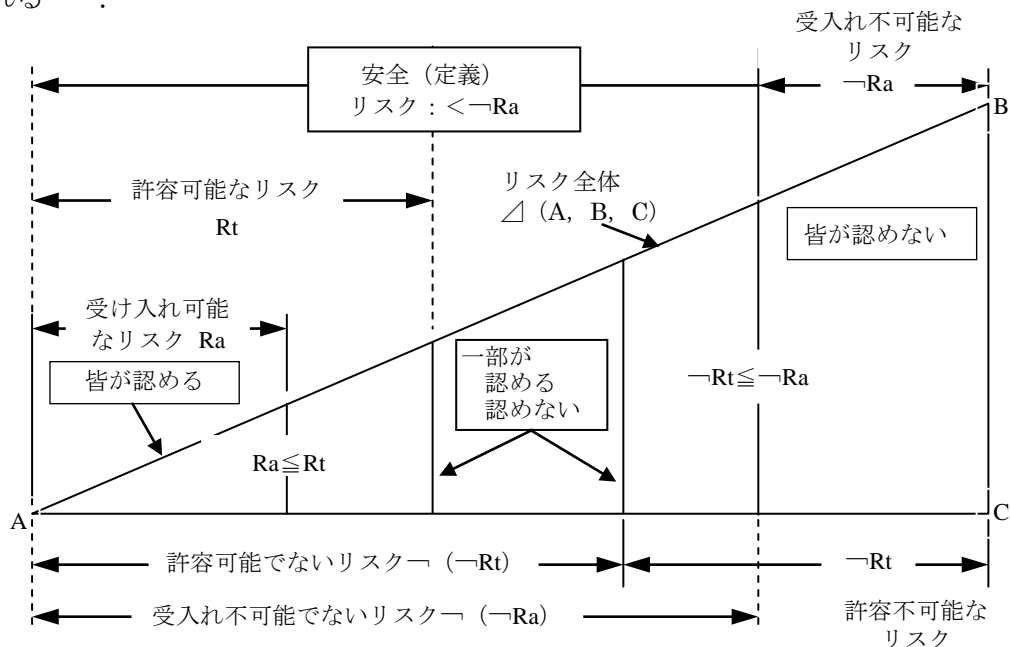 いる
受入れ不可能な
リスク
¬Ra
安全（定義）
リスク：＜¬Ra
B
許容可能なリスク
Rt
リスク全体
⊿（A，B，C）
皆が認めない
受け入れ可能
なリスク Ra
皆が認める
一部が
認める
認めない
¬Rt≦¬Ra
Ra≦Rt
A
C
許容可能でないリスク¬（¬Rt）
¬Rt
受入れ不可能でないリスク¬（¬Ra）
許容不可能な
リスク